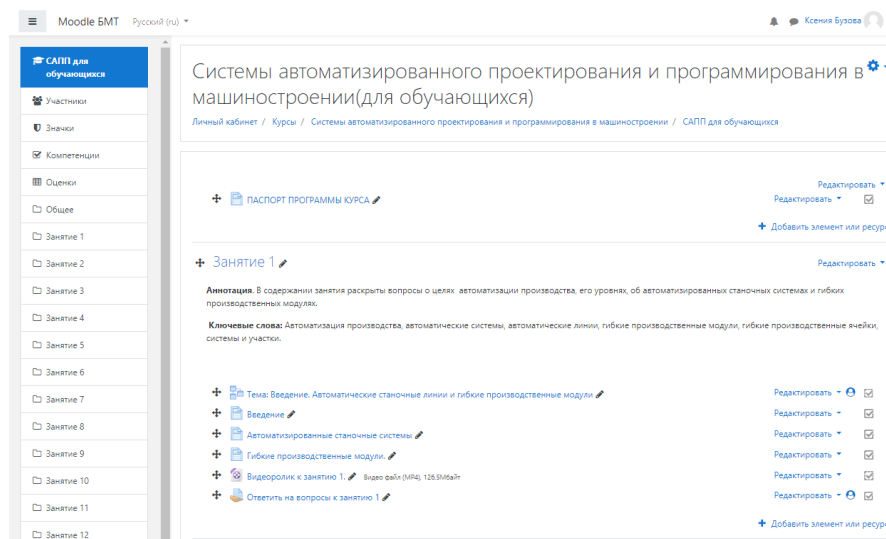 Moodle БМТ Русский (ru)
Ксения Бузова
САПП для
обучающихся
Участники
Значки
Компетенции
Оценки
Общее
Занятие 1
Занятие 2
Занятие 3
Занятие 4
Занятие 5
Занятие 6
Занятие 7
Занятие 8
Занятие 9
Занятие 10
Занятие 11
Занятие 12
Системы автоматизированного проектирования и программирования в
машиностроении(для обучающихся)
Личный кабинет / Курсы / Системы автоматизированного проектирования и программирования в машиностроении / САПП для обучающихся
Редактировать
ПАСПОРТ ПРОГРАММЫ КУРСА Редактировать
+ Добавить элемент или ресурс
Занятие 1 Редактировать
Аннотация. В содержании занятия раскрыты вопросы о целях автоматизации производства, его уровнях, об автоматизированных станочных системах и гибких
производственных модулях.
Ключевые слова: Автоматизация производства, автоматические системы, автоматические линии, гибкие производственные модули, гибкие производственные ячейки,
системы и участки.
Тема: Введение. Автоматические станочные линии и гибкие производственные модули Редактировать
Введение Редактировать
Автоматизированные станочные системы Редактировать
Гибкие производственные модули. Редактировать
Видеоролик к занятию 1. Видео файл (MP4), 126.5Мбайт Редактировать
Ответить на вопросы к занятию 1 Редактировать
+ Добавить элемент или ресурс